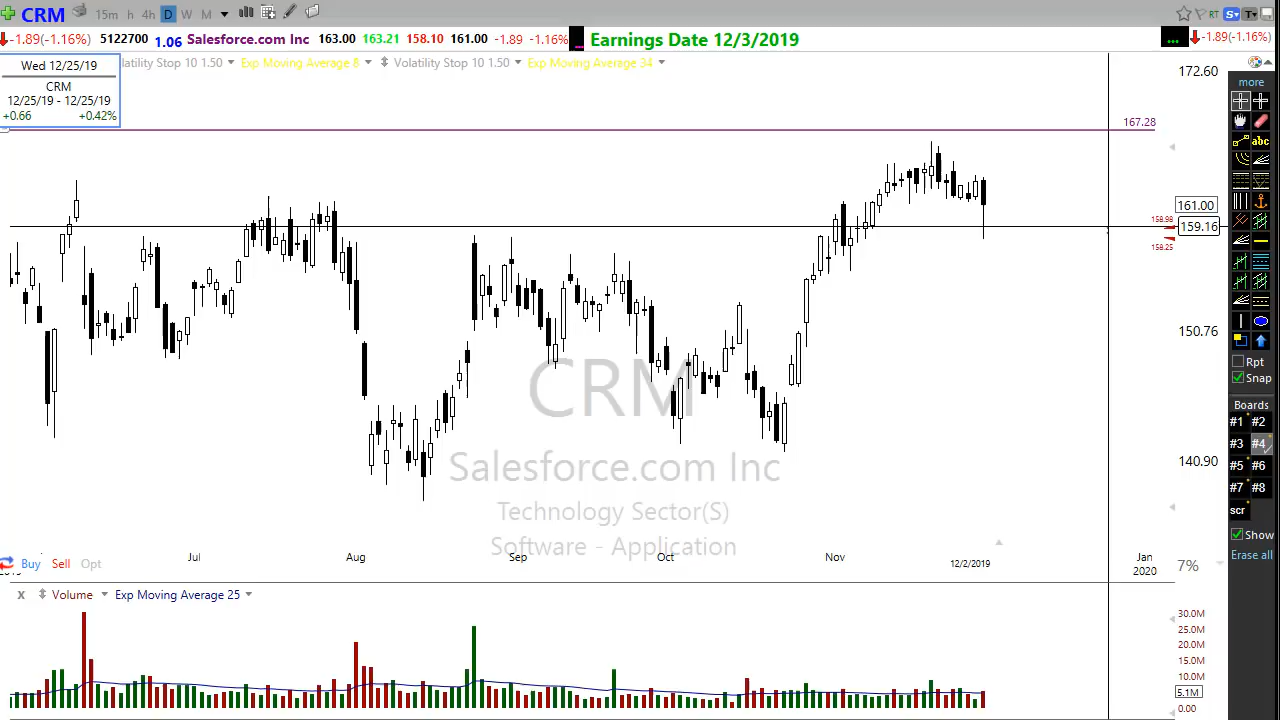 CRM 15m h 4h D W M RT S T
-1.89(-1.16%) 5122700 1.06 Salesforce.com Inc 163.00 163.21 158.10 161.00 -1.89 -1.16% ... Earnings Date 12/3/2019 ... -1.89(-1.16%)
Wed 12/25/19
CRM
12/25/19 - 12/25/19
+0.66 +0.42%
latility Stop 10 1.50 Exp Moving Average 8 Volatility Stop 10 1.50 Exp Moving Average 34
172.60
167.28
161.00
158.98
159.16
158.25
150.76
140.90
CRM
Salesforce.com Inc
Technology Sector(S)
Software - Application
Jul Aug Sep Oct Nov 12/2/2019 Jan
2020
7%
Buy Sell Opt
x Volume Exp Moving Average 25
30.0M
25.0M
20.0M
15.0M
10.0M
5.1M
0.00
more
abc
Rpt
Snap
Boards
#1 #2
#3 #4
#5 #6
#7 #8
scr
Show
Erase all